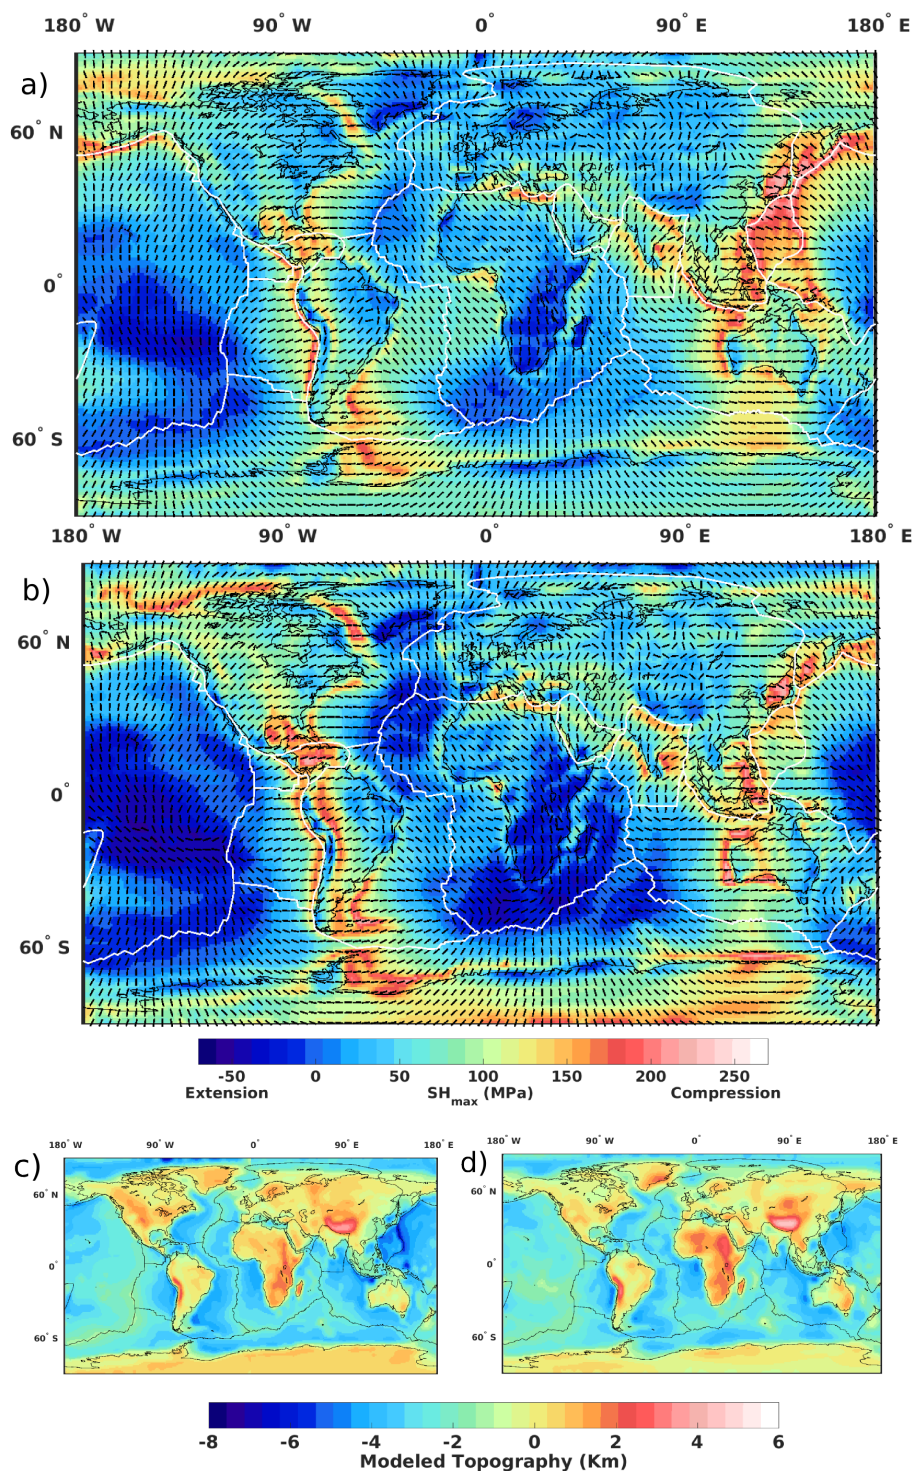 180° W 90° W 0° 90° E 180° E
a)
60° N
0°
60° S
180° W 90° W 0° 90° E 180° E
b)
60° N
0°
60° S
-50 0 50 100 150 200 250
Extension SHmax (MPa) Compression
180° W 90° W 0° 90° E 180° E
c)
60° N
0°
60° S
180° W 90° W 0° 90° E 180° E
d)
60° N
0°
60° S
-8 -6 -4 -2 0 2 4 6
Modeled Topography (Km)